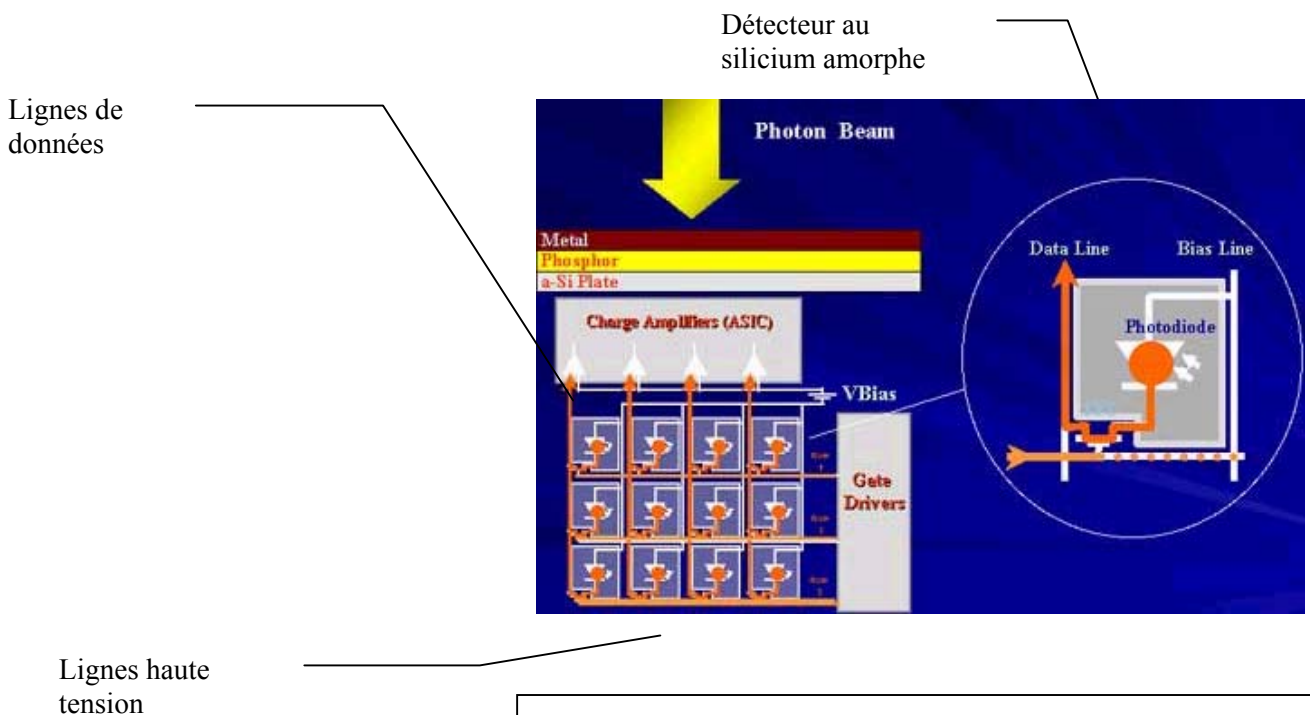 Détecteur au
silicium amorphe
Lignes de
données
Photon Beam
Metal
Phosphor
a-Si Plate
Data Line
Bias Line
Charge Amplifiers (ASIC)
Photodiode
VBias
Gate
Drivers
Lignes haute
tension